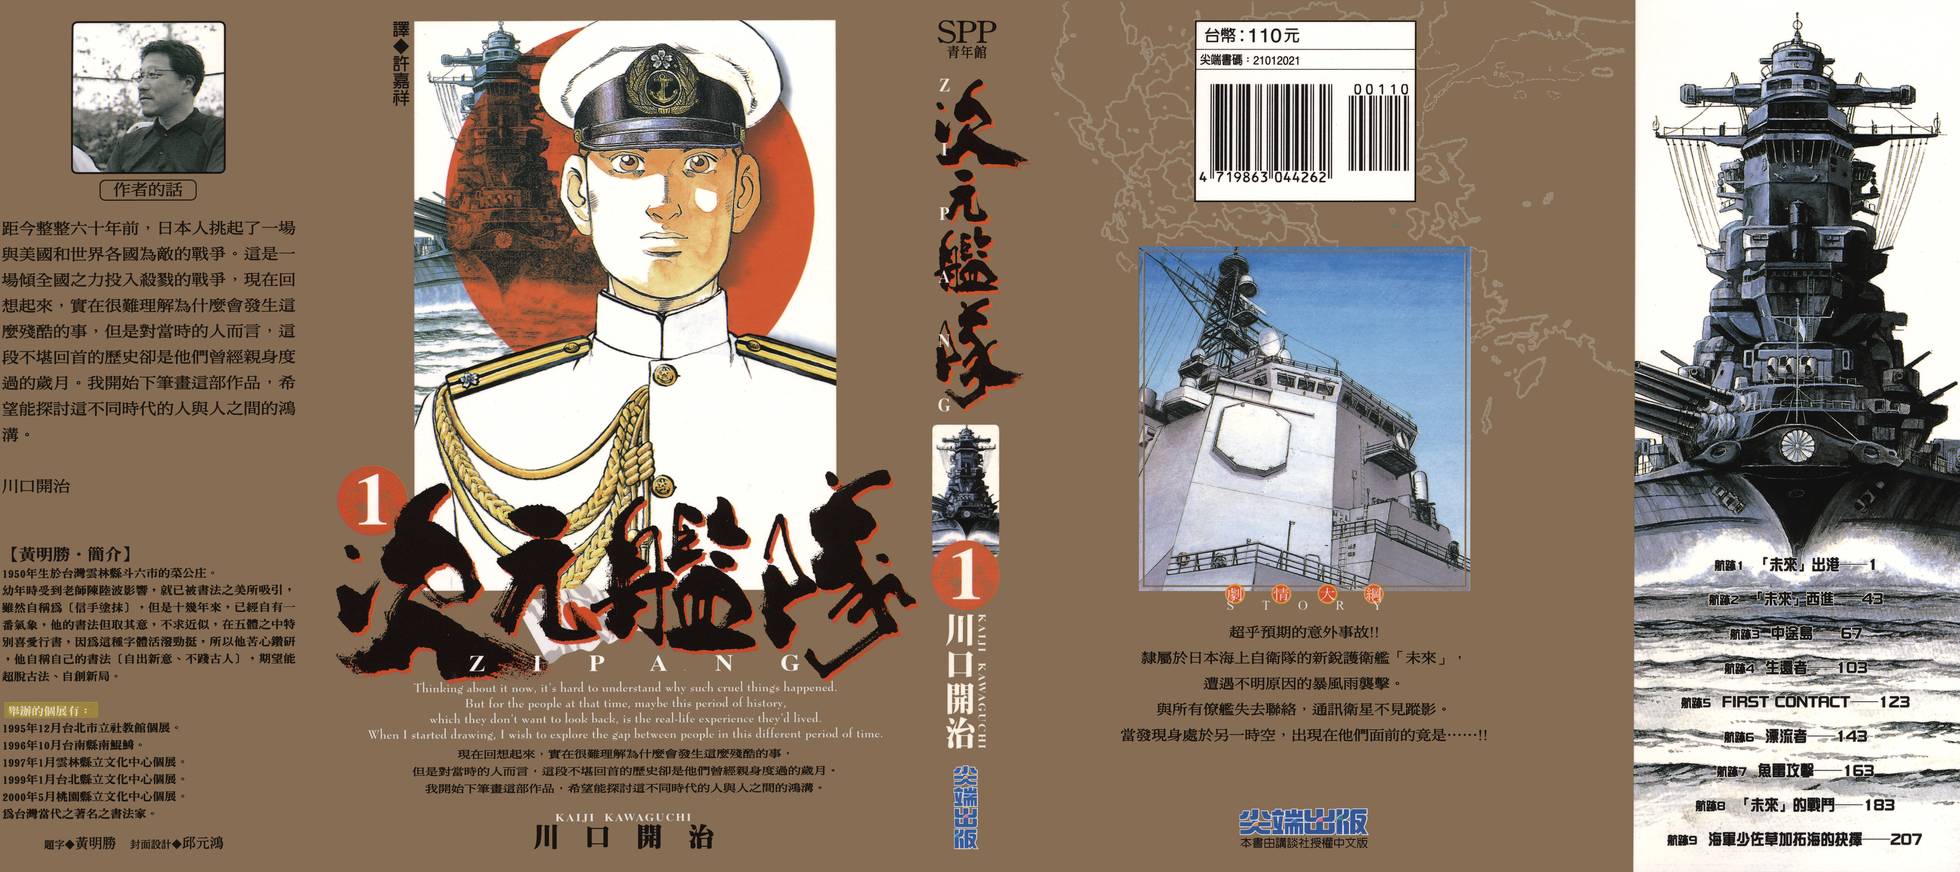 作者的話
距今整整六十年前，日本人挑起了一場
與美國和世界各國為敵的戰爭。這是一
場傾全國之力投入殺戮的戰爭，現在回
想起來，實在很難理解為什麼會發生這
麼殘酷的事，但是對當時的人而言，這
段不堪回首的歷史卻是他們曾經親身度
過的歲月。我開始下筆畫這部作品，希
望能探討這不同時代的人與人之間的鴻
溝。
川口開治
【黃明勝・簡介】
1950年生於台灣雲林縣斗六市的菜公庄。
幼年時受到老師陳陸波影響，就已被書法之美所吸引，
雖然自稱爲〔信手塗抹〕，但是十幾年來，已經自有一
番氣象，他的書法但取其意，不求近似，在五體之中特
別喜愛行書，因爲這種字體活潑勁挺，所以他苦心鑽研
，他自稱自己的書法〔自出新意、不踐古人〕，期望能
超脫古法、自創新局。
舉辦的個展有：
1995年12月台北市立社教館個展。
1996年10月台南縣南鯤鯓。
1997年1月雲林縣立文化中心個展。
1999年1月台北縣立文化中心個展。
2000年5月桃園縣立文化中心個展。
爲台灣當代之著名之書法家。
題字◆黃明勝 封面設計◆邱元鴻
譯◆許嘉祥
1
次元艦隊
ZIPANG
Thinking about it now, it's hard to understand why such cruel things happened.
But for the people at that time, maybe this period of history,
which they don't want to look back, is the real-life experience they'd lived.
When I started drawing, I wish to explore the gap between people in this different period of time.
現在回想起來，實在很難理解為什麼會發生這麼殘酷的事，
但是對當時的人而言，這段不堪回首的歷史卻是他們曾經親身度過的歲月。
我開始下筆畫這部作品，希望能探討這不同時代的人與人之間的鴻溝。
KAIJI KAWAGUCHI
川口開治
SPP
青年館
ZIPANG
次元艦隊
1
川口開治
KAIJI KAWAGUCHI
尖端出版
台幣：110元
尖端書碼：21012021
00110
4 719863 044262
劇情大綱
STORY
超乎預期的意外事故!!
隸屬於日本海上自衛隊的新銳護衛艦「未來」，
遭遇不明原因的暴風雨襲擊。
與所有僚艦失去聯絡，通訊衛星不見蹤影。
當發現身處於另一時空，出現在他們面前的竟是……!!
尖端出版
本書由講談社授權中文版
航跡1 「未來」出港——1
航跡2 「未來」西進——43
航跡3 中途島——67
航跡4 生還者——103
航跡5 FIRST CONTACT——123
航跡6 漂流者——143
航跡7 魚雷攻擊——163
航跡8 「未來」的戰鬥——183
航跡9 海軍少佐草加拓海的抉擇——207